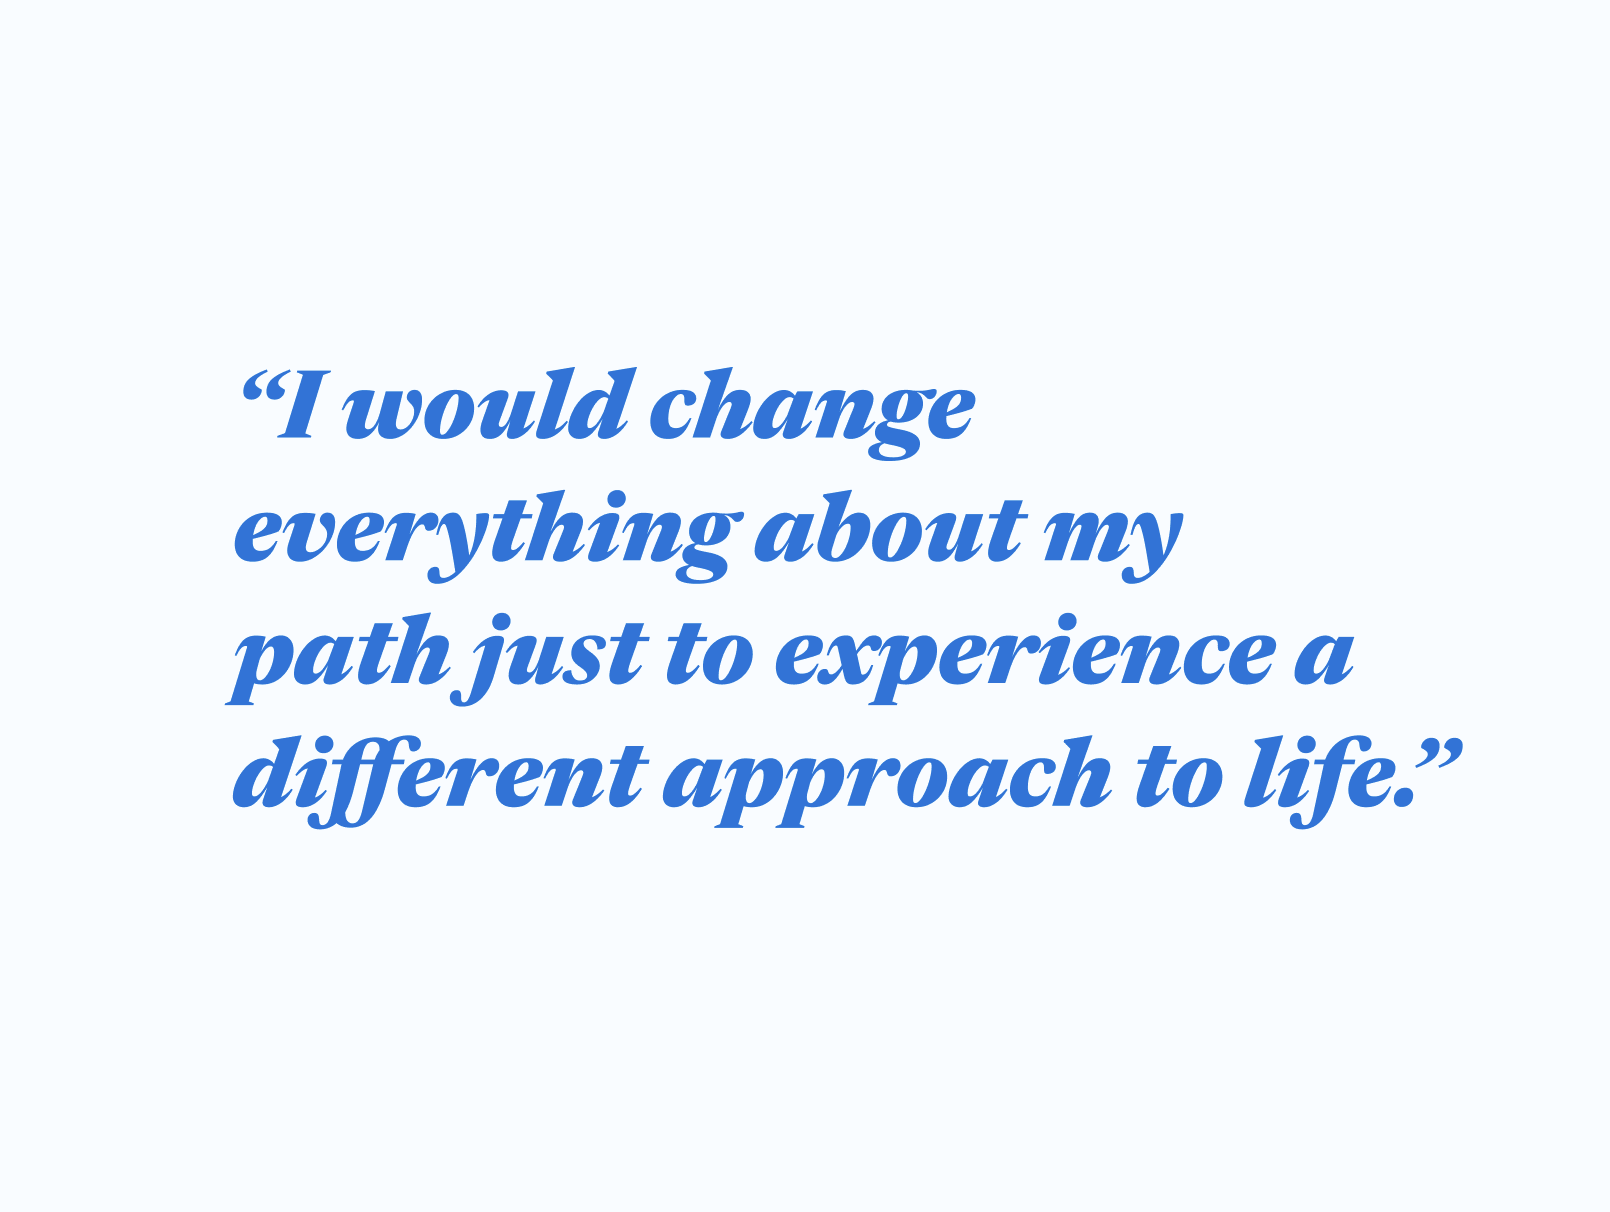 “I would change
everything about my
path just to experience a
different approach to life.”